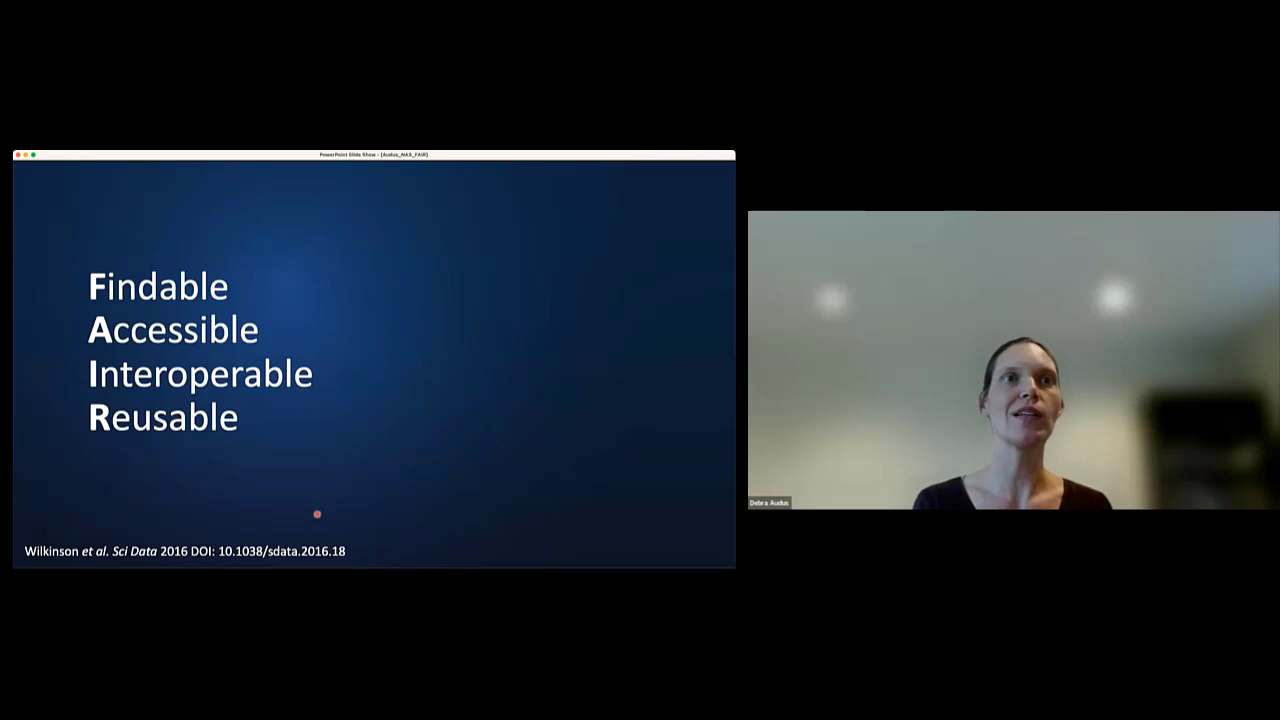 PowerPoint Slide Show - [Audus_NAS_FAIR]
Findable
Accessible
Interoperable
Reusable
Wilkinson et al. Sci Data 2016 DOI: 10.1038/sdata.2016.18
Debra Audus